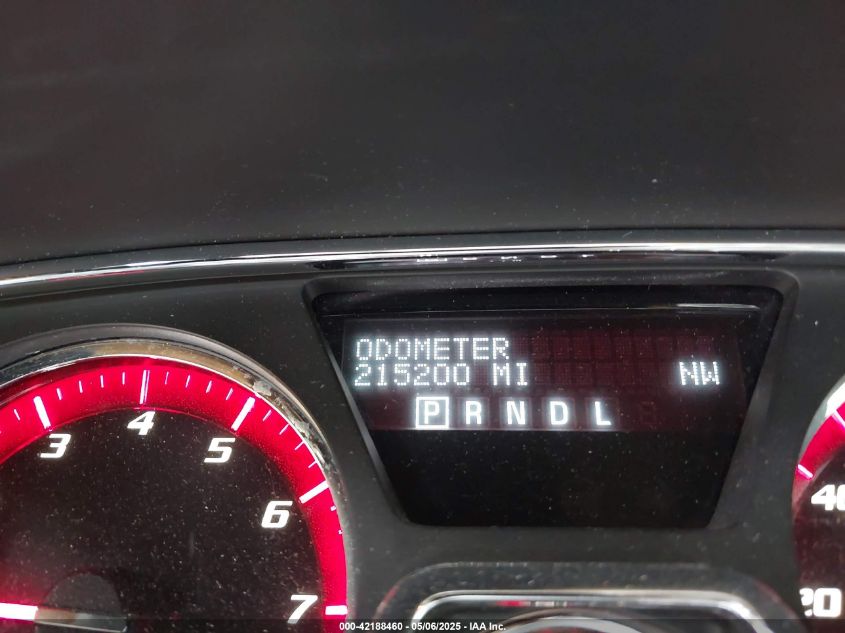 ODOMETER
215200 MI NW
P R N D L
3 4 5 6 7
40
20
000-42188460 - 05/06/2025 - IAA Inc.